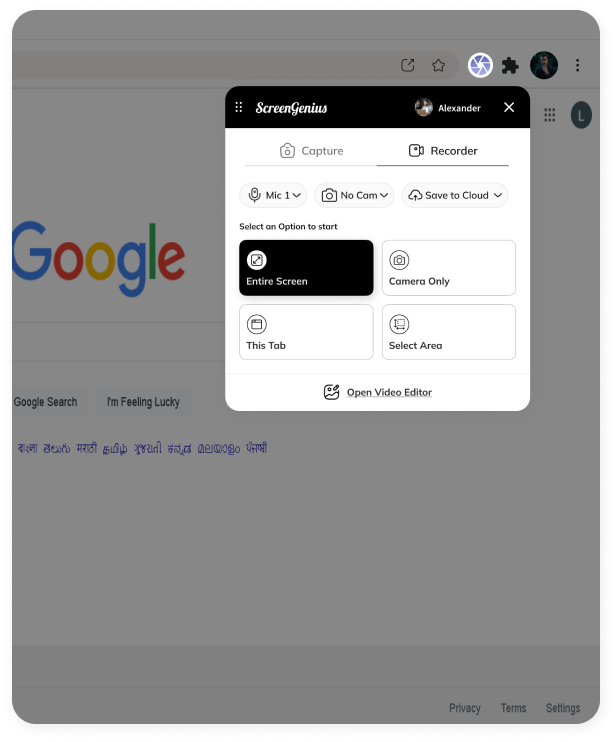 ScreenGenius
Alexander
Capture
Recorder
L
Mic 1
No Cam
Save to Cloud
Select an Option to start
Google
Entire Screen
Camera Only
This Tab
Select Area
Open Video Editor
Google Search
I'm Feeling Lucky
বাংলা తెలుగు मराठी தமிழ் ગુજરાતી ಕನ್ನಡ മലയാളം ਪੰਜਾਬੀ
Privacy
Terms
Settings